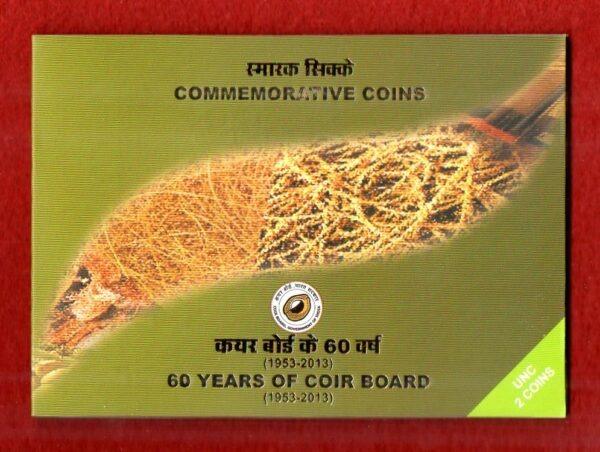 स्मारक सिक्के
COMMEMORATIVE COINS
कयर बोर्ड के 60 वर्ष
(1953-2013)
60 YEARS OF COIR BOARD
(1953-2013)
UNC
2 COINS